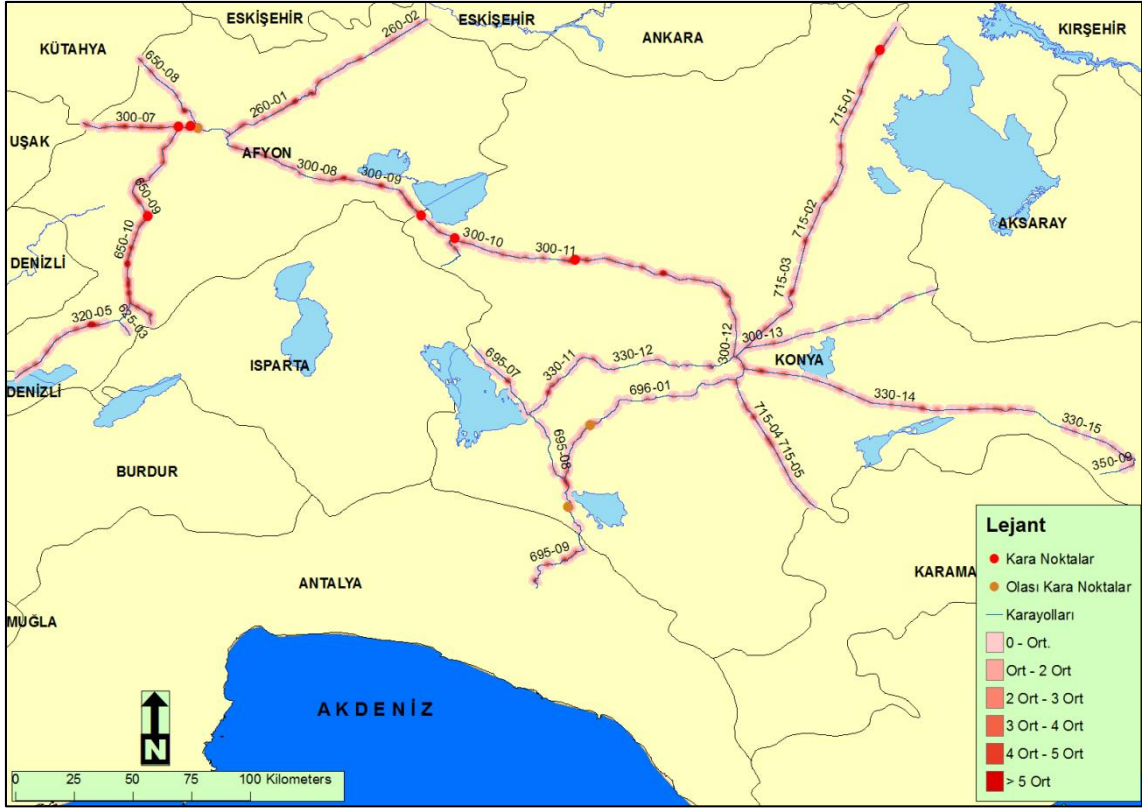 ESKİŞEHİR
260-02
ESKİŞEHİR
ANKARA
KIRŞEHİR
KÜTAHYA
650-08
260-01
715-01
300-07
UŞAK
AFYON
300-08
300-09
650-09
715-02
AKSARAY
650-10
300-10
300-11
DENİZLİ
715-03
320-05
625-03
300-12
300-13
ISPARTA
695-07
330-11
330-12
KONYA
DENİZLİ
696-01
330-14
330-15
350-09
715-04
715-05
695-08
BURDUR
695-09
ANTALYA
KARAMA
MUĞLA
AKDENİZ
N
0 25 50 75 100 Kilometers
Lejant
Kara Noktalar
Olası Kara Noktalar
Karayolları
0 - Ort.
Ort - 2 Ort
2 Ort - 3 Ort
3 Ort - 4 Ort
4 Ort - 5 Ort
> 5 Ort